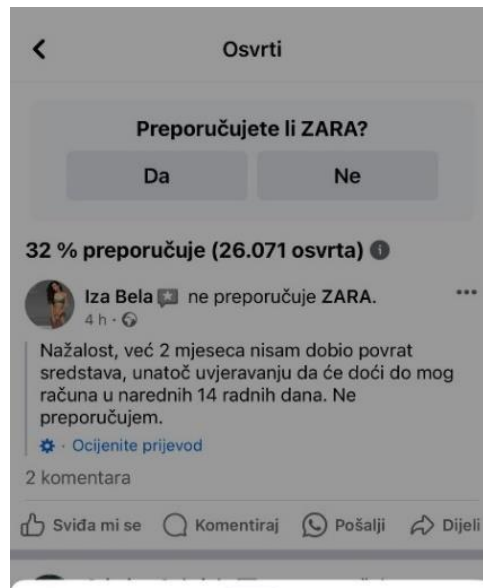 Osvrti
Preporučujete li ZARA?
Da
Ne
32 % preporučuje (26.071 osvrta)
Iza Bela ne preporučuje ZARA.
4 h ·
Nažalost, već 2 mjeseca nisam dobio povrat
sredstava, unatoč uvjeravanju da će doći do mog
računa u narednih 14 radnih dana. Ne
preporučujem.
· Ocijenite prijevod
2 komentara
Sviđa mi se
Komentiraj
Pošalji
Dijeli